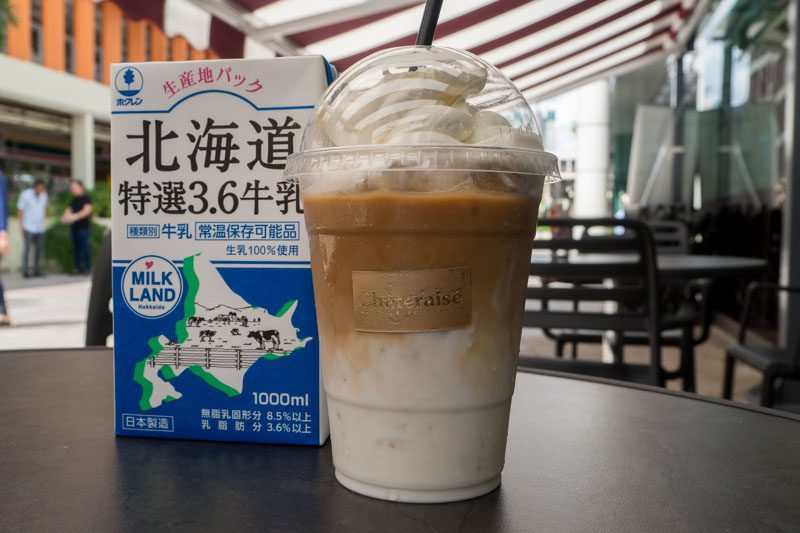 ホクレン
生産地パック
北海道
特選3.6牛乳
種類別 牛乳 常温保存可能品
生乳100%使用
MILK
LAND
Hokkaido
1000ml
日本製造
無脂乳固形分 8.5%以上
乳脂肪分 3.6%以上
Chateraisé